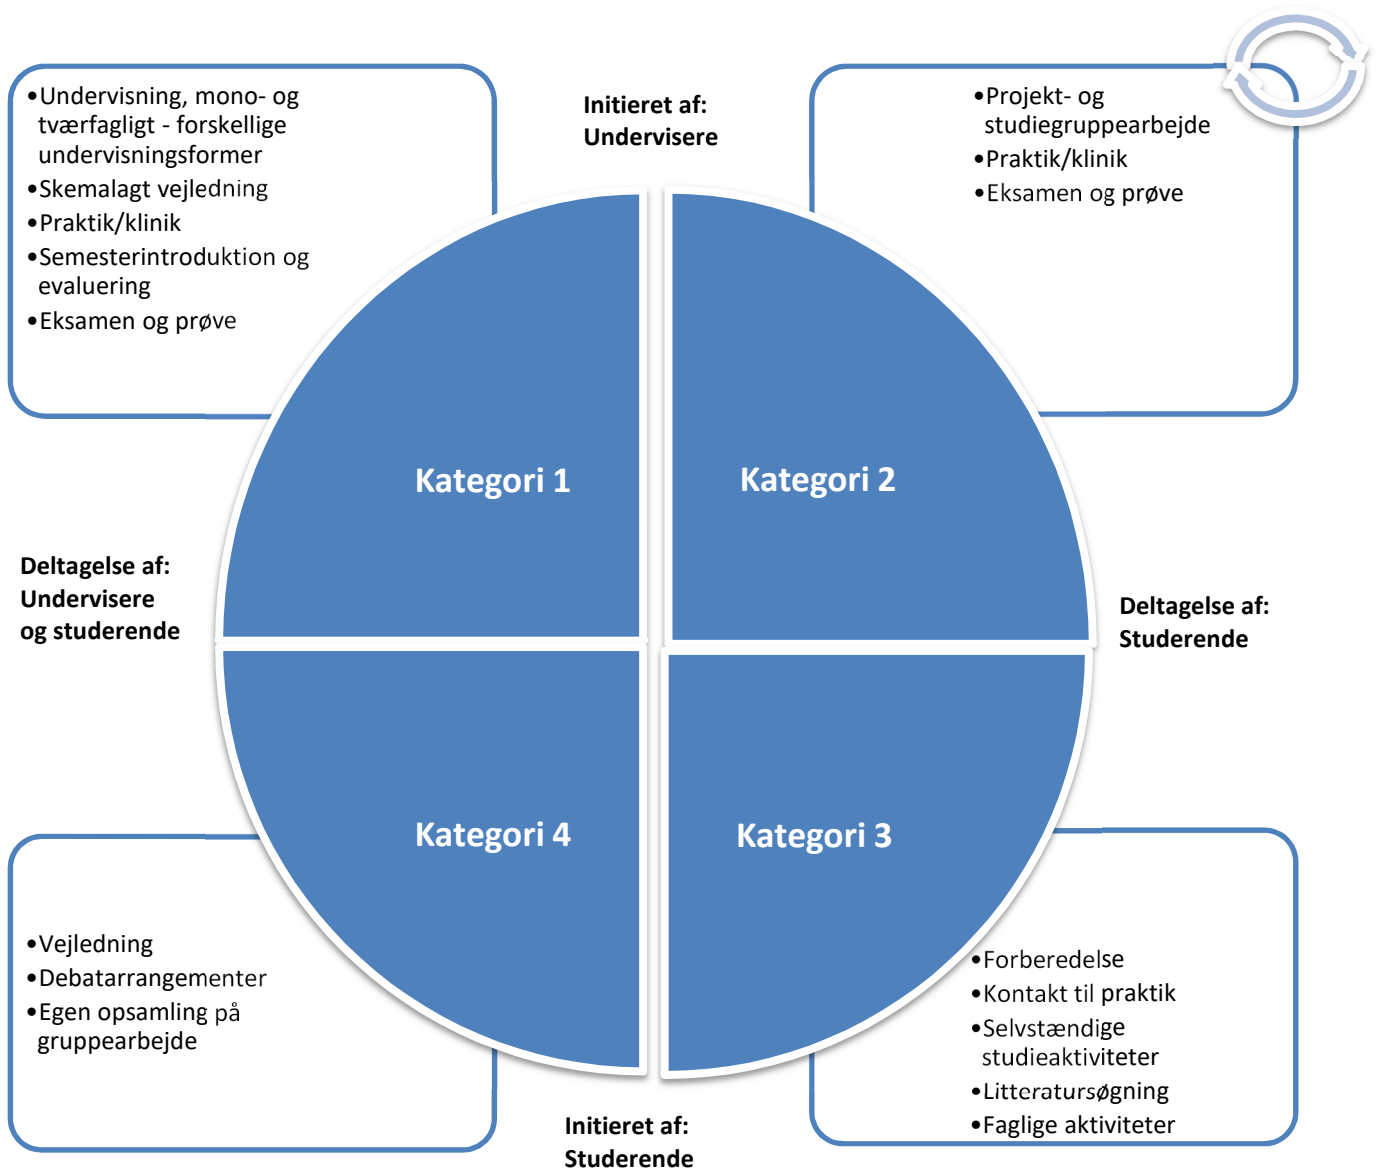 •Undervisning, mono- og
tværfagligt - forskellige
undervisningsformer
•Skemalagt vejledning
•Praktik/klinik
•Semesterintroduktion og
evaluering
•Eksamen og prøve
Initieret af:
Undervisere
•Projekt- og
studiegruppearbejde
•Praktik/klinik
•Eksamen og prøve
Kategori 1
Kategori 2
Deltagelse af:
Undervisere
og studerende
Deltagelse af:
Studerende
Kategori 4
Kategori 3
•Vejledning
•Debatarrangementer
•Egen opsamling på
gruppearbejde
•Forberedelse
•Kontakt til praktik
•Selvstændige
studieaktiviteter
•Litteratursøgning
•Faglige aktiviteter
Initieret af:
Studerende